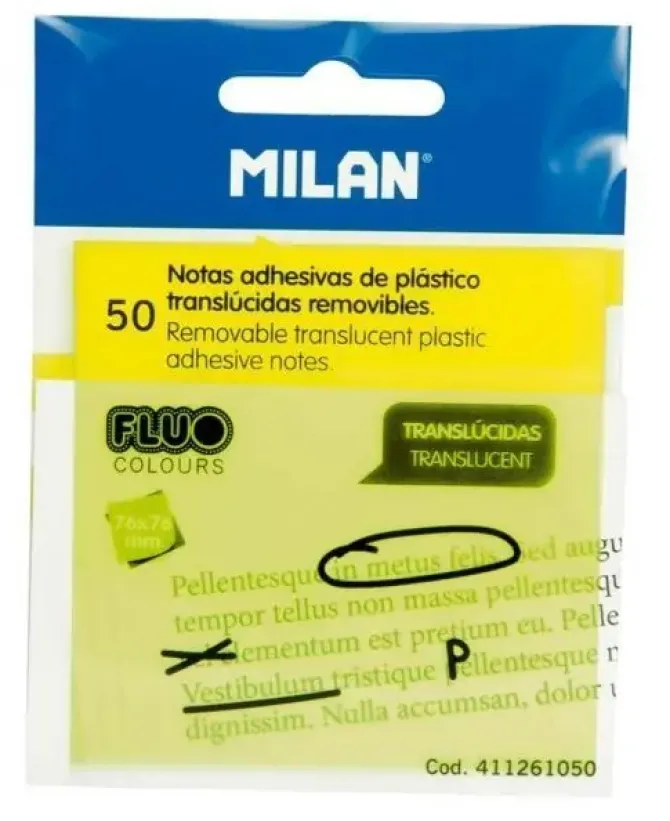 MILAN®
50
Notas adhesivas de plástico
translúcidas removibles.
Removable translucent plastic
adhesive notes.
FLUO
COLOURS
TRANSLÚCIDAS
TRANSLUCENT
76x76
mm.
Pellentesque in metus felis. Sed augu
tempor tellus non massa pellentesqu
elementum est pretium eu. Pelle
P
Vestibulum tristique pellentesque
dignissim. Nulla accumsan, dolor
Cod. 411261050